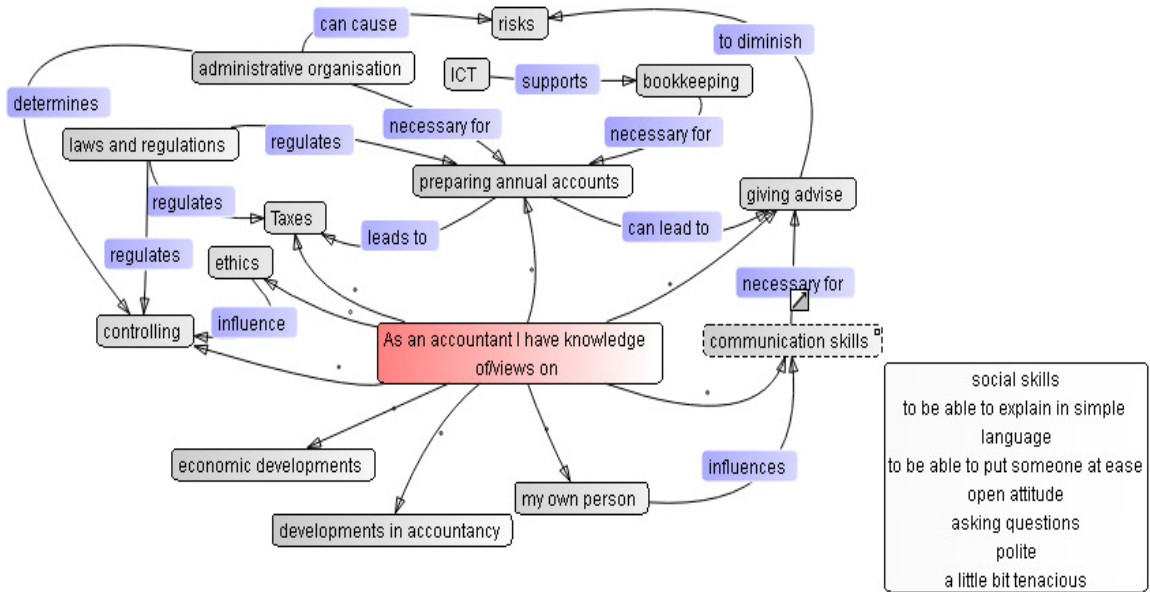 can cause
risks
to diminish
administrative organisation
ICT
supports
bookkeeping
determines
necessary for
necessary for
laws and regulations
regulates
preparing annual accounts
giving advise
regulates
Taxes
leads to
can lead to
regulates
ethics
necessary for
controlling
influence
As an accountant I have knowledge
of/views on
communication skills
social skills
to be able to explain in simple
language
to be able to put someone at ease
open attitude
asking questions
polite
a little bit tenacious
economic developments
influences
my own person
developments in accountancy